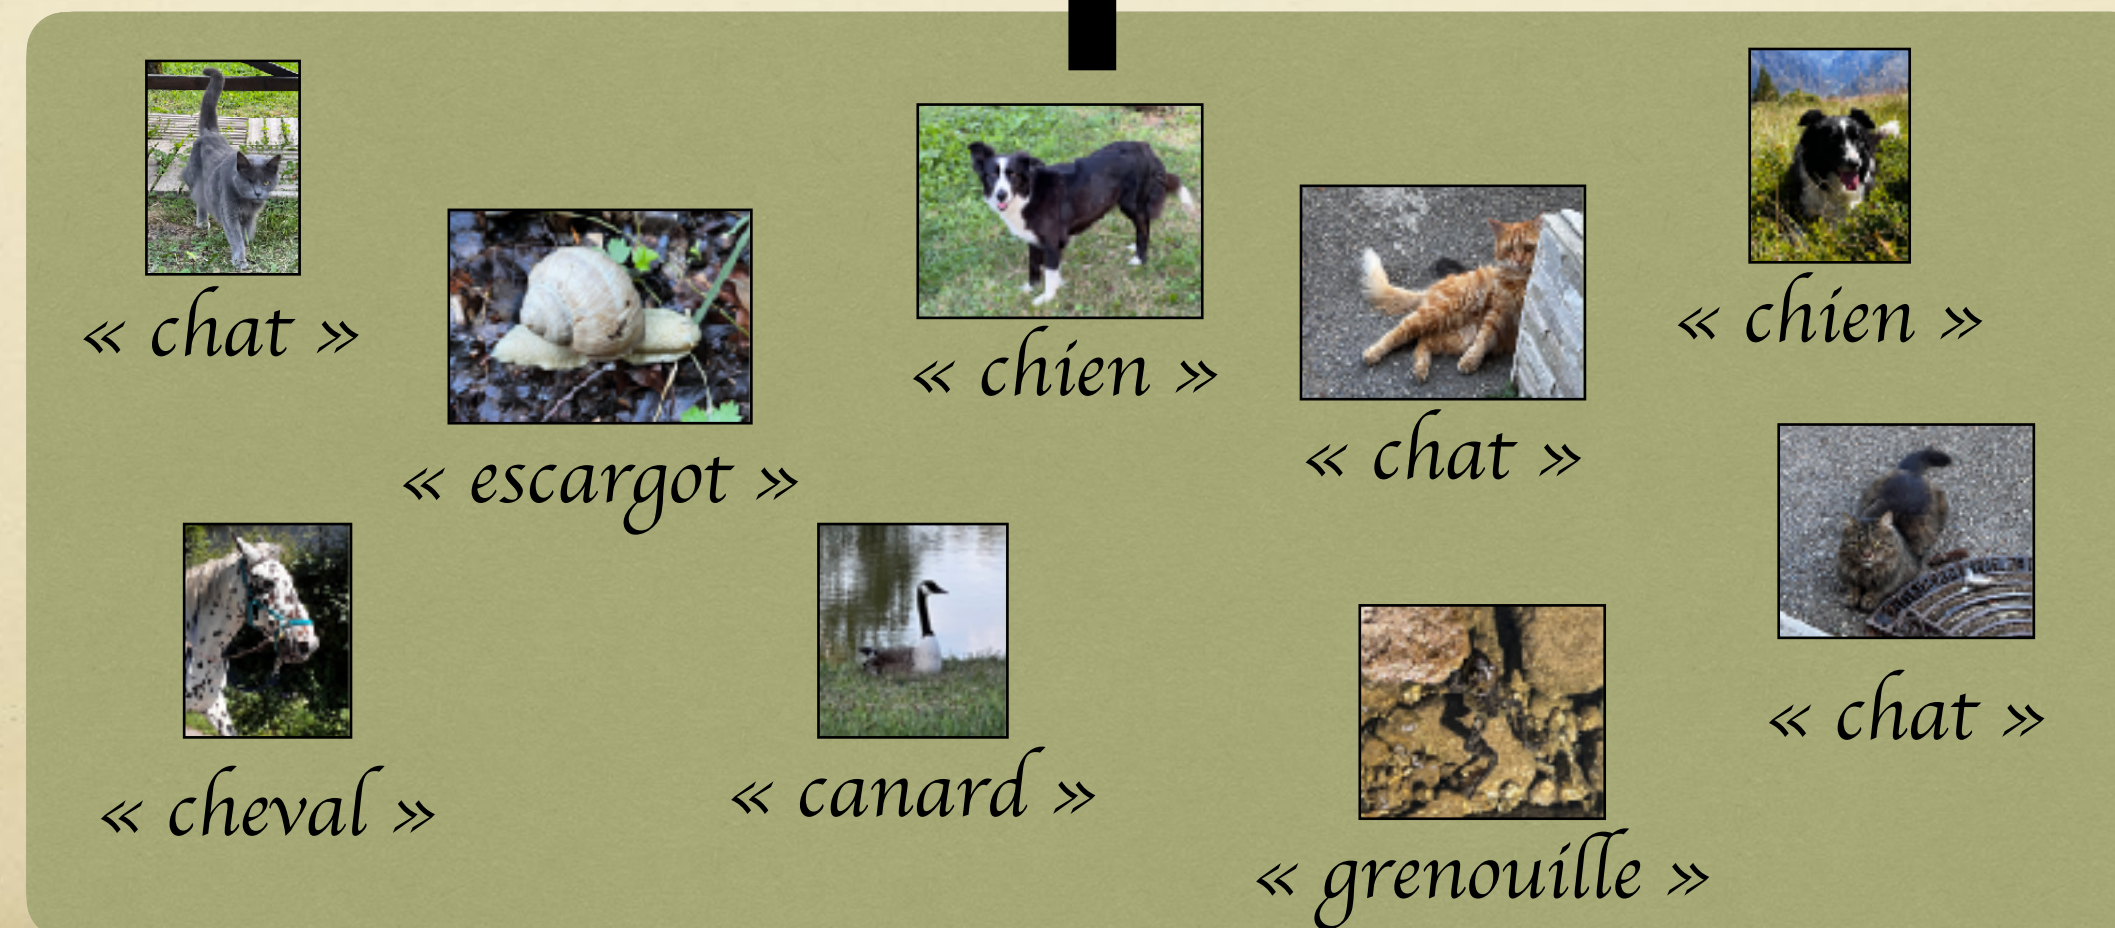 « chat »
« escargot »
« chien »
« chat »
« chien »
« cheval »
« canard »
« grenouille »
« chat »